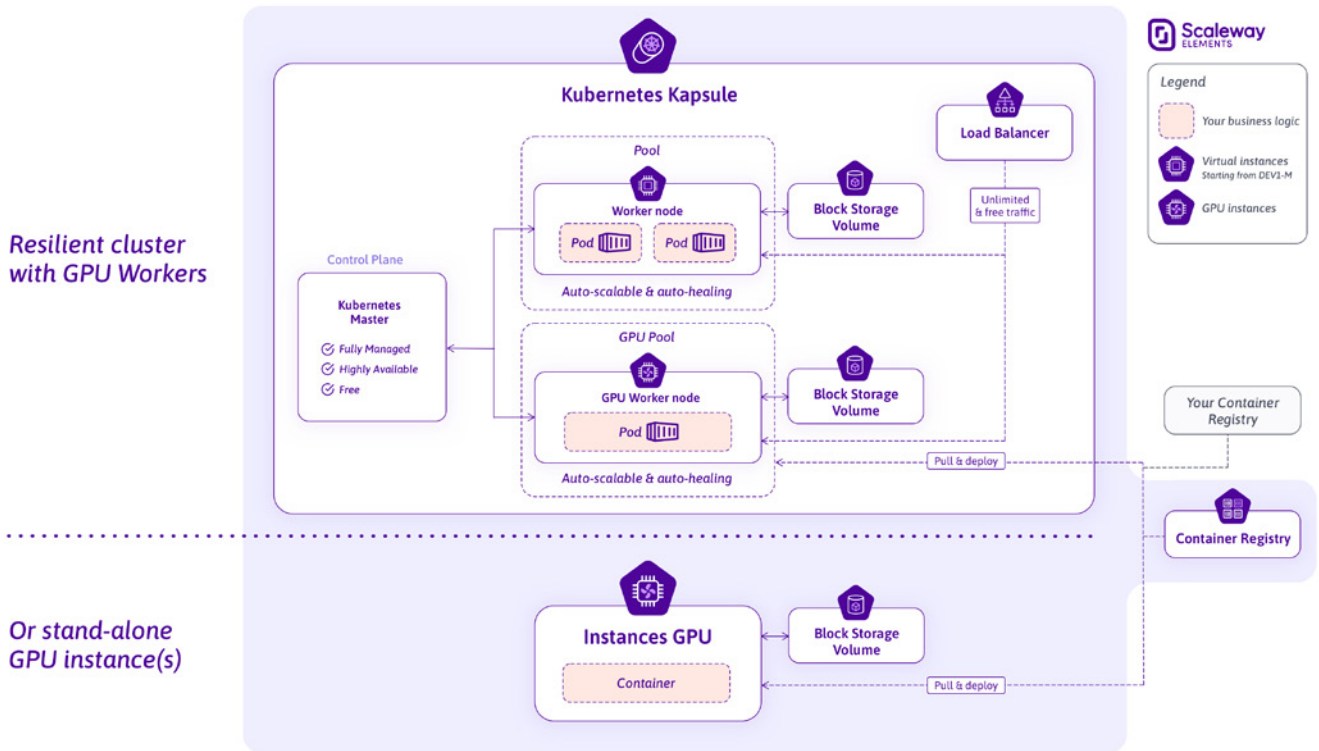 Scaleway
ELEMENTS
Legend
Your business logic
Virtual instances
Starting from DEV1-M
GPU instances
Resilient cluster
with GPU Workers
Kubernetes Kapsule
Load Balancer
Unlimited
& free traffic
Pool
Worker node
Pod
Pod
Auto-scalable & auto-healing
Block Storage
Volume
Control Plane
Kubernetes
Master
Fully Managed
Highly Available
Free
GPU Pool
GPU Worker node
Pod
Auto-scalable & auto-healing
Block Storage
Volume
Pull & deploy
Your Container
Registry
Container Registry
Or stand-alone
GPU instance(s)
Instances GPU
Container
Block Storage
Volume
Pull & deploy